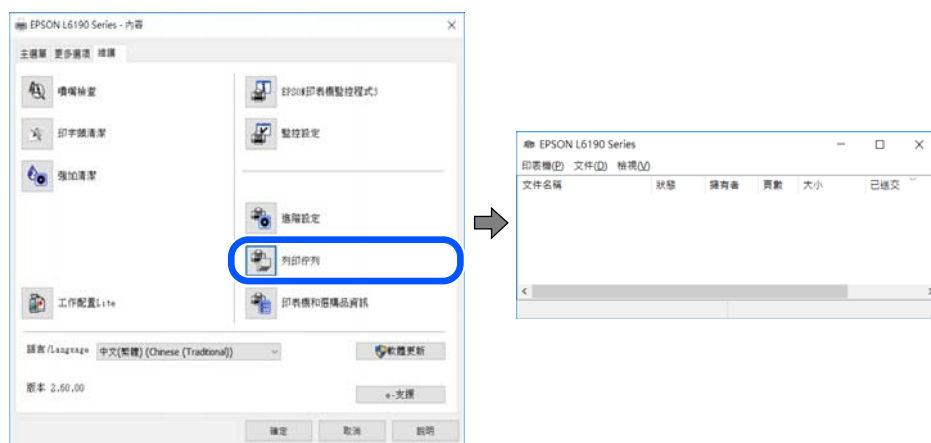 EPSON L6190 Series - 內容
主選單 更多選項 維護
噴嘴檢查
EPSON印表機監控程式3
印字頭清潔
監控設定
強加清潔
進階設定
列印佇列
工作配置Lite
印表機和選購品資訊
語言/Language 中文(繁體) (Chinese (Traditional))
軟體更新
版本 2.60.00
e-支援
確定 取消 說明
EPSON L6190 Series
印表機(P) 文件(D) 檢視(V)
文件名稱 狀態 擁有者 頁數 大小 已送交